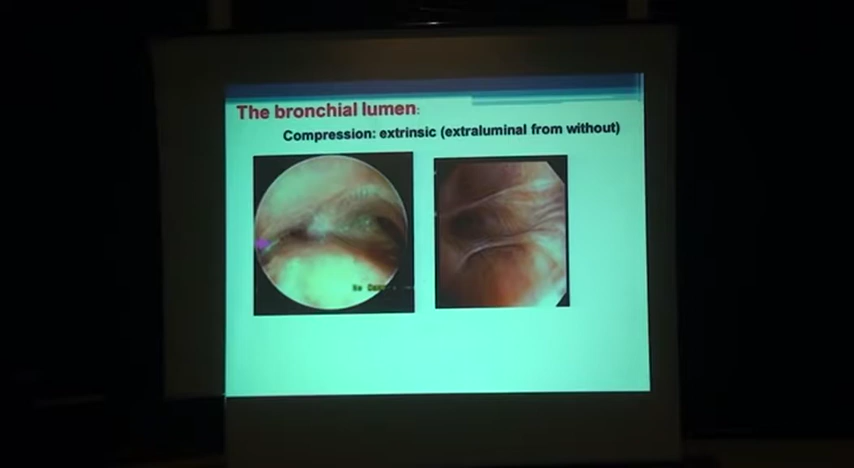 The bronchial lumen:
Compression: extrinsic (extraluminal from without)